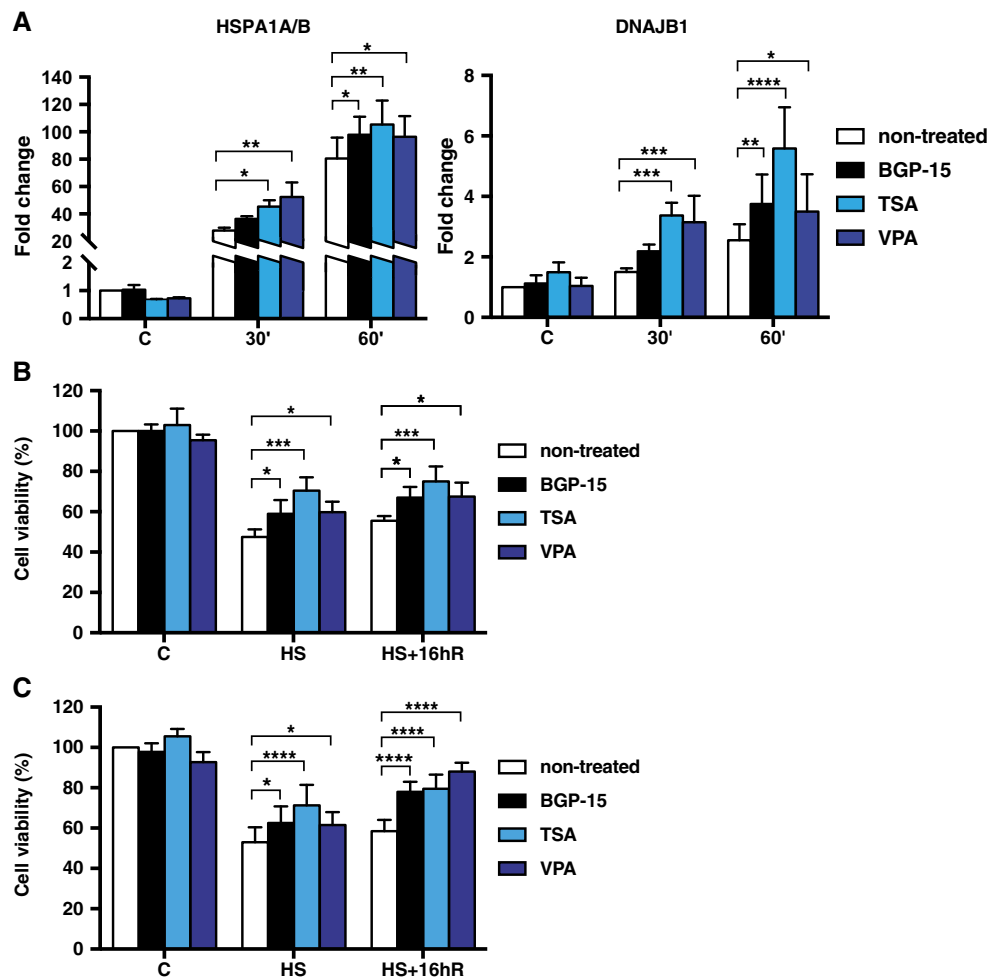 A
HSPA1A/B
DNAJB1
Fold change
140
120
100
80
60
40
20
2
1
0
**
*
*
**
*
C 30' 60'
Fold change
8
6
4
2
0
***
***
*
****
**
C 30' 60'
non-treated
BGP-15
TSA
VPA
B
Cell viability (%)
120
100
80
60
40
20
0
*
***
*
*
***
*
C HS HS+16hR
non-treated
BGP-15
TSA
VPA
C
Cell viability (%)
120
100
80
60
40
20
0
*
****
*
****
****
****
C HS HS+16hR
non-treated
BGP-15
TSA
VPA